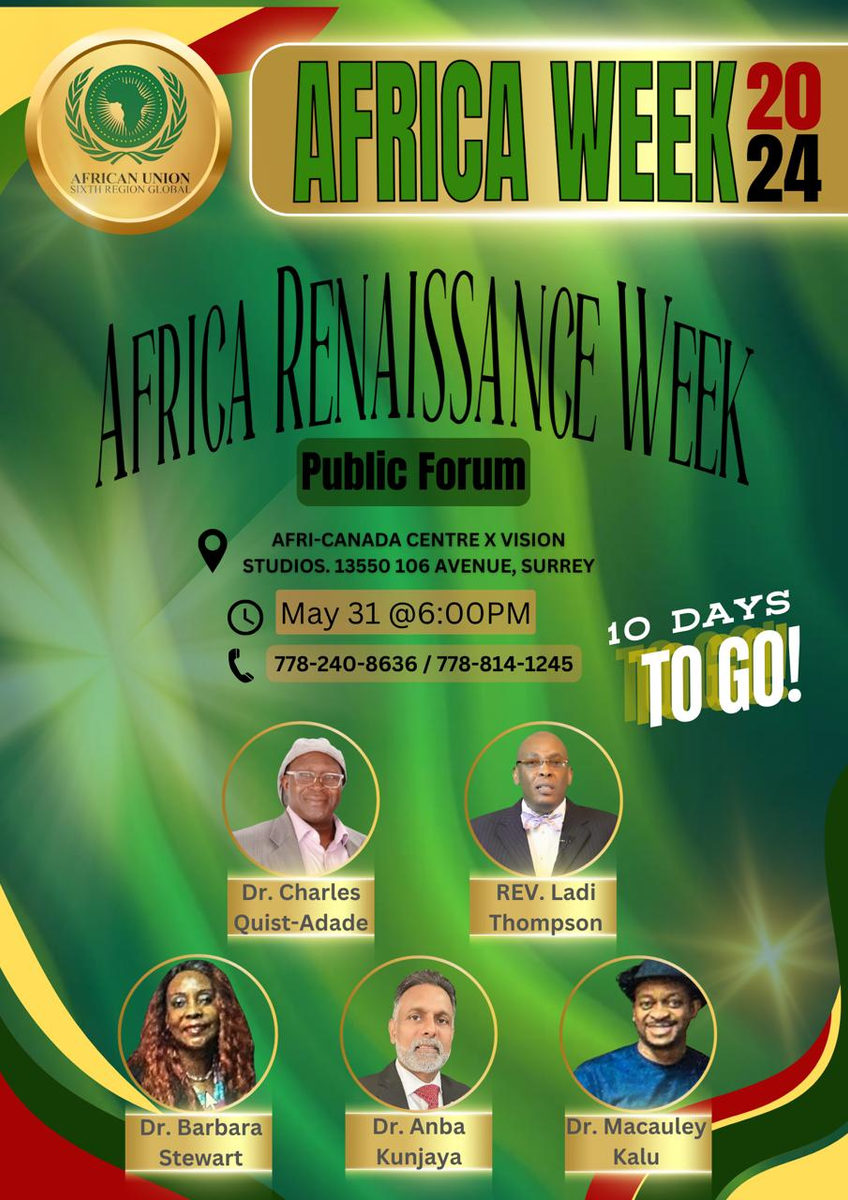 AFRICAN UNION
SIXTH REGION GLOBAL
AFRICA WEEK 20
24
AFRICA RENAISSANCE WEEK
Public Forum
AFRI-CANADA CENTRE X VISION
STUDIOS. 13550 106 AVENUE, SURREY
May 31 @6:00PM
778-240-8636 / 778-814-1245
10 DAYS
TO GO!
Dr. Charles
Quist-Adade
REV. Ladi
Thompson
Dr. Barbara
Stewart
Dr. Anba
Kunjaya
Dr. Macauley
Kalu